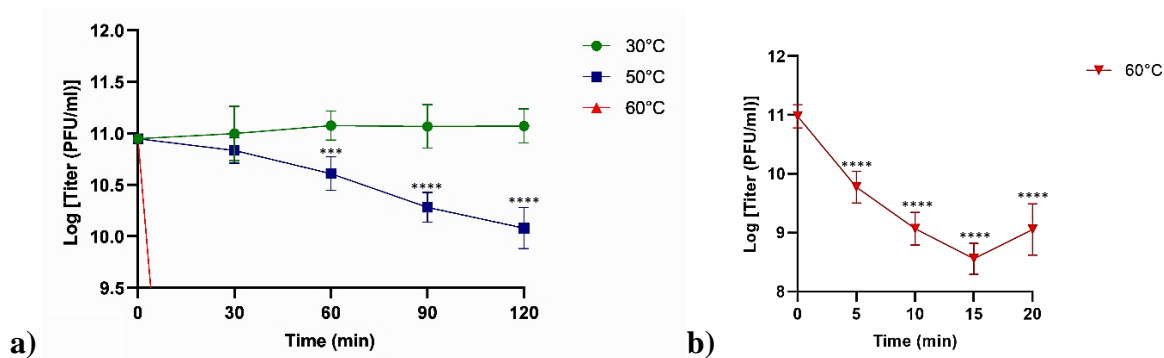 a)
Log [Titer (PFU/ml)]
12.0
11.5
11.0
10.5
10.0
9.5
0
30
60
90
120
Time (min)
***
****
****
30°C
50°C
60°C
b)
Log [Titer (PFU/ml)]
12
11
10
9
8
0
5
10
15
20
Time (min)
****
****
****
****
60°C